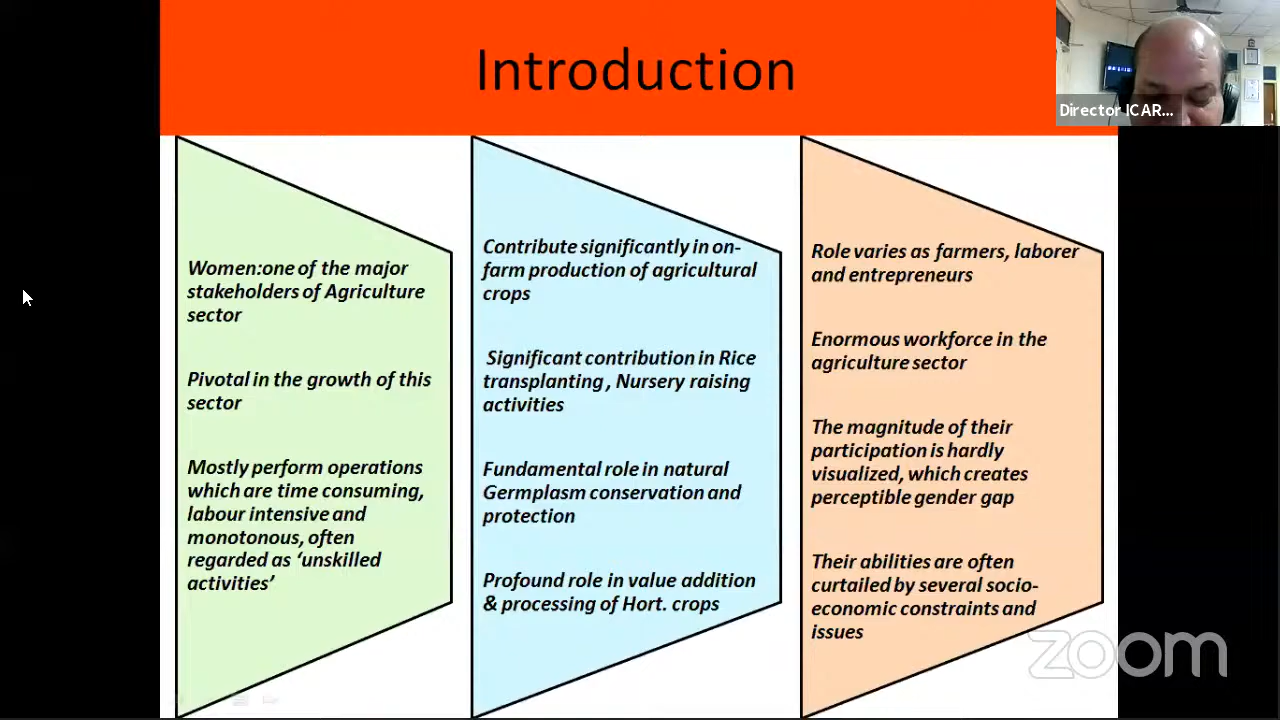 Introduction
Director ICAR...
Women:one of the major
stakeholders of Agriculture
sector
Pivotal in the growth of this
sector
Mostly perform operations
which are time consuming,
labour intensive and
monotonous, often
regarded as ‘unskilled
activities’
Contribute significantly in on-
farm production of agricultural
crops
Significant contribution in Rice
transplanting , Nursery raising
activities
Fundamental role in natural
Germplasm conservation and
protection
Profound role in value addition
& processing of Hort. crops
Role varies as farmers, laborer
and entrepreneurs
Enormous workforce in the
agriculture sector
The magnitude of their
participation is hardly
visualized, which creates
perceptible gender gap
Their abilities are often
curtailed by several socio-
economic constraints and
issues
zoom